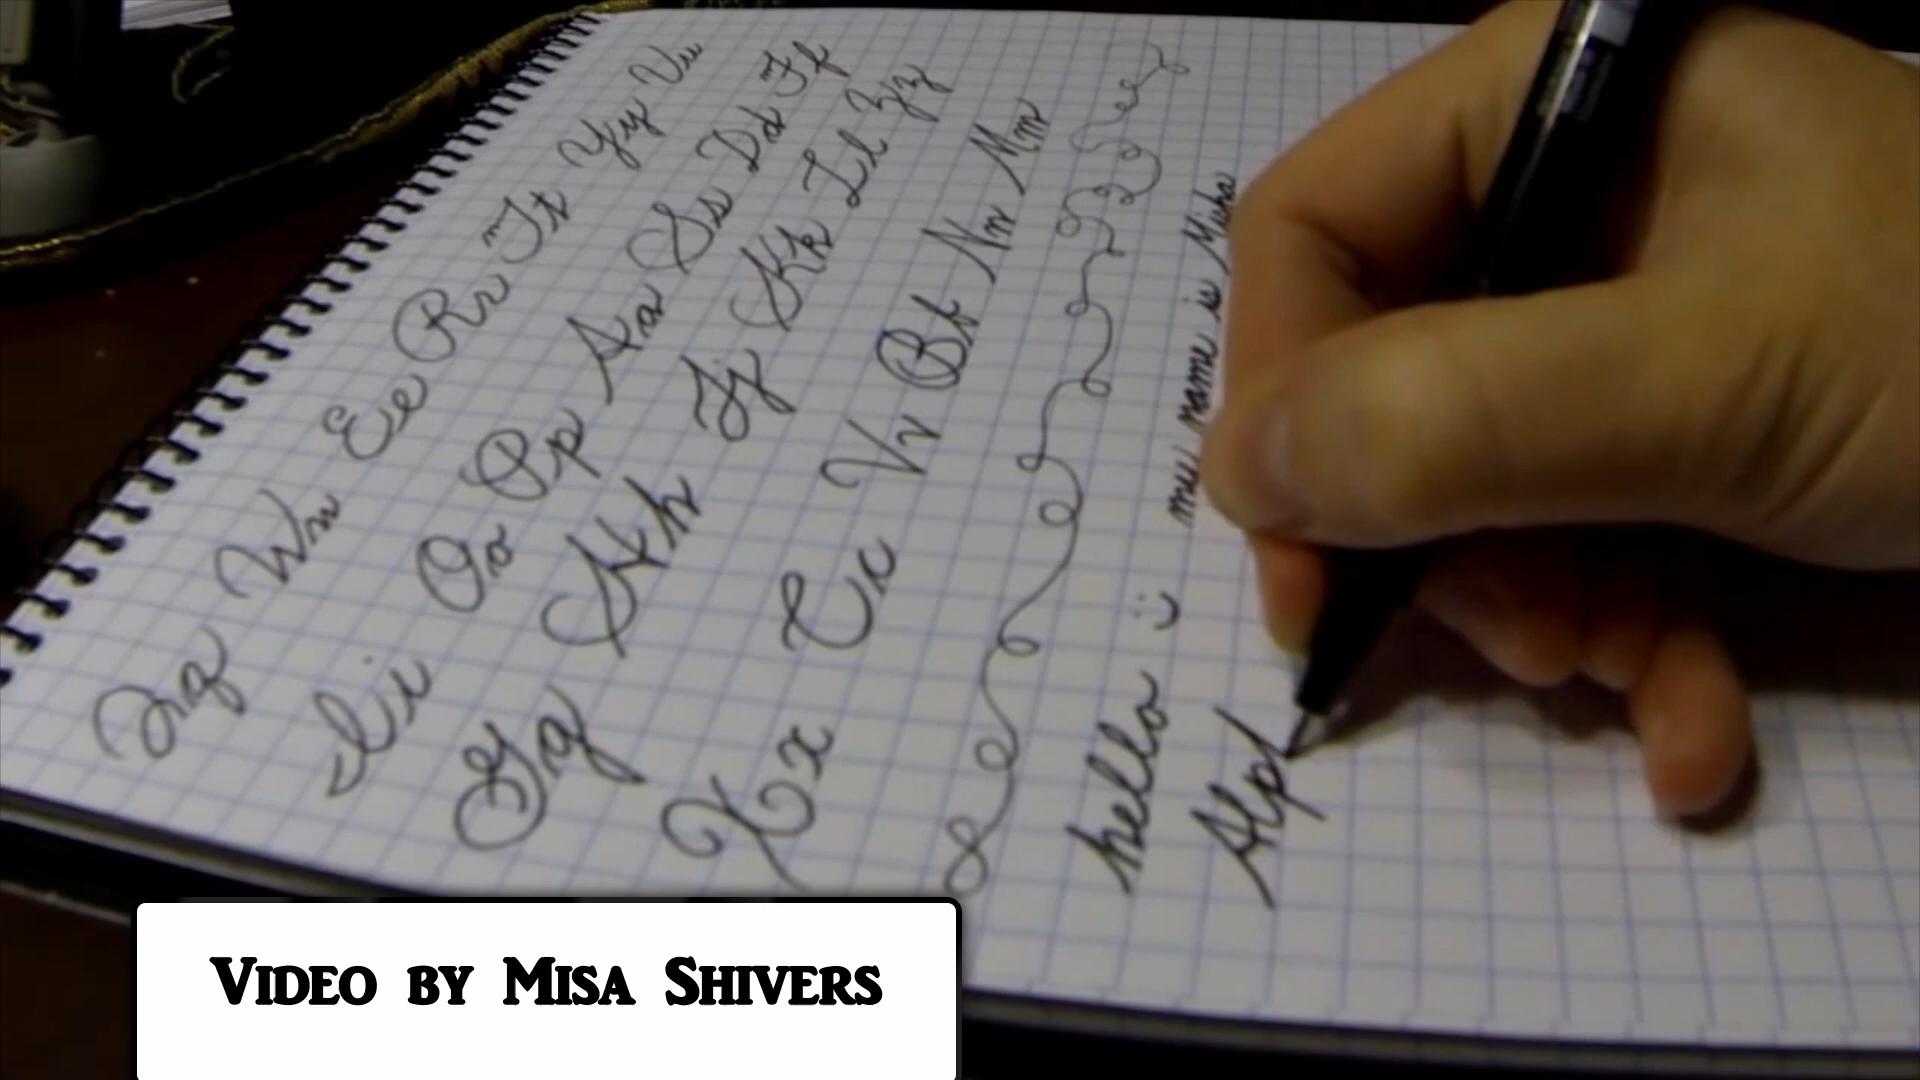 Qq Ww Ee Rr Tt Yy Uu
Ii Oo Pp Aa Ss Dd Ff
Gg Hh Jj Kk Ll Zz
Xx Cc Vv Bb Nn Mm
hello :) my name is Misha
Alph
Video by Misa Shivers